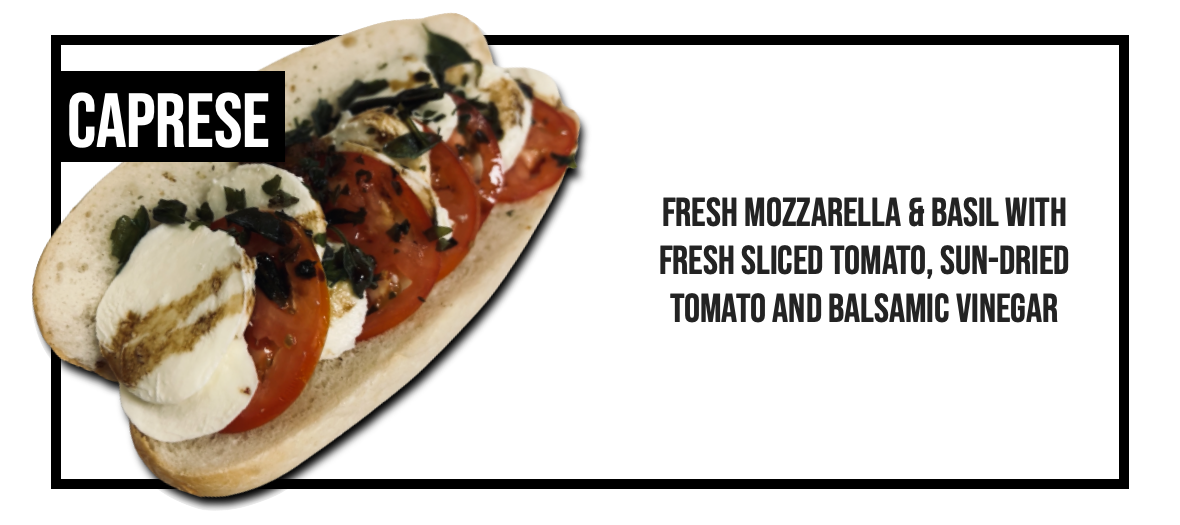 CAPRESE
FRESH MOZZARELLA & BASIL WITH
FRESH SLICED TOMATO, SUN-DRIED
TOMATO AND BALSAMIC VINEGAR